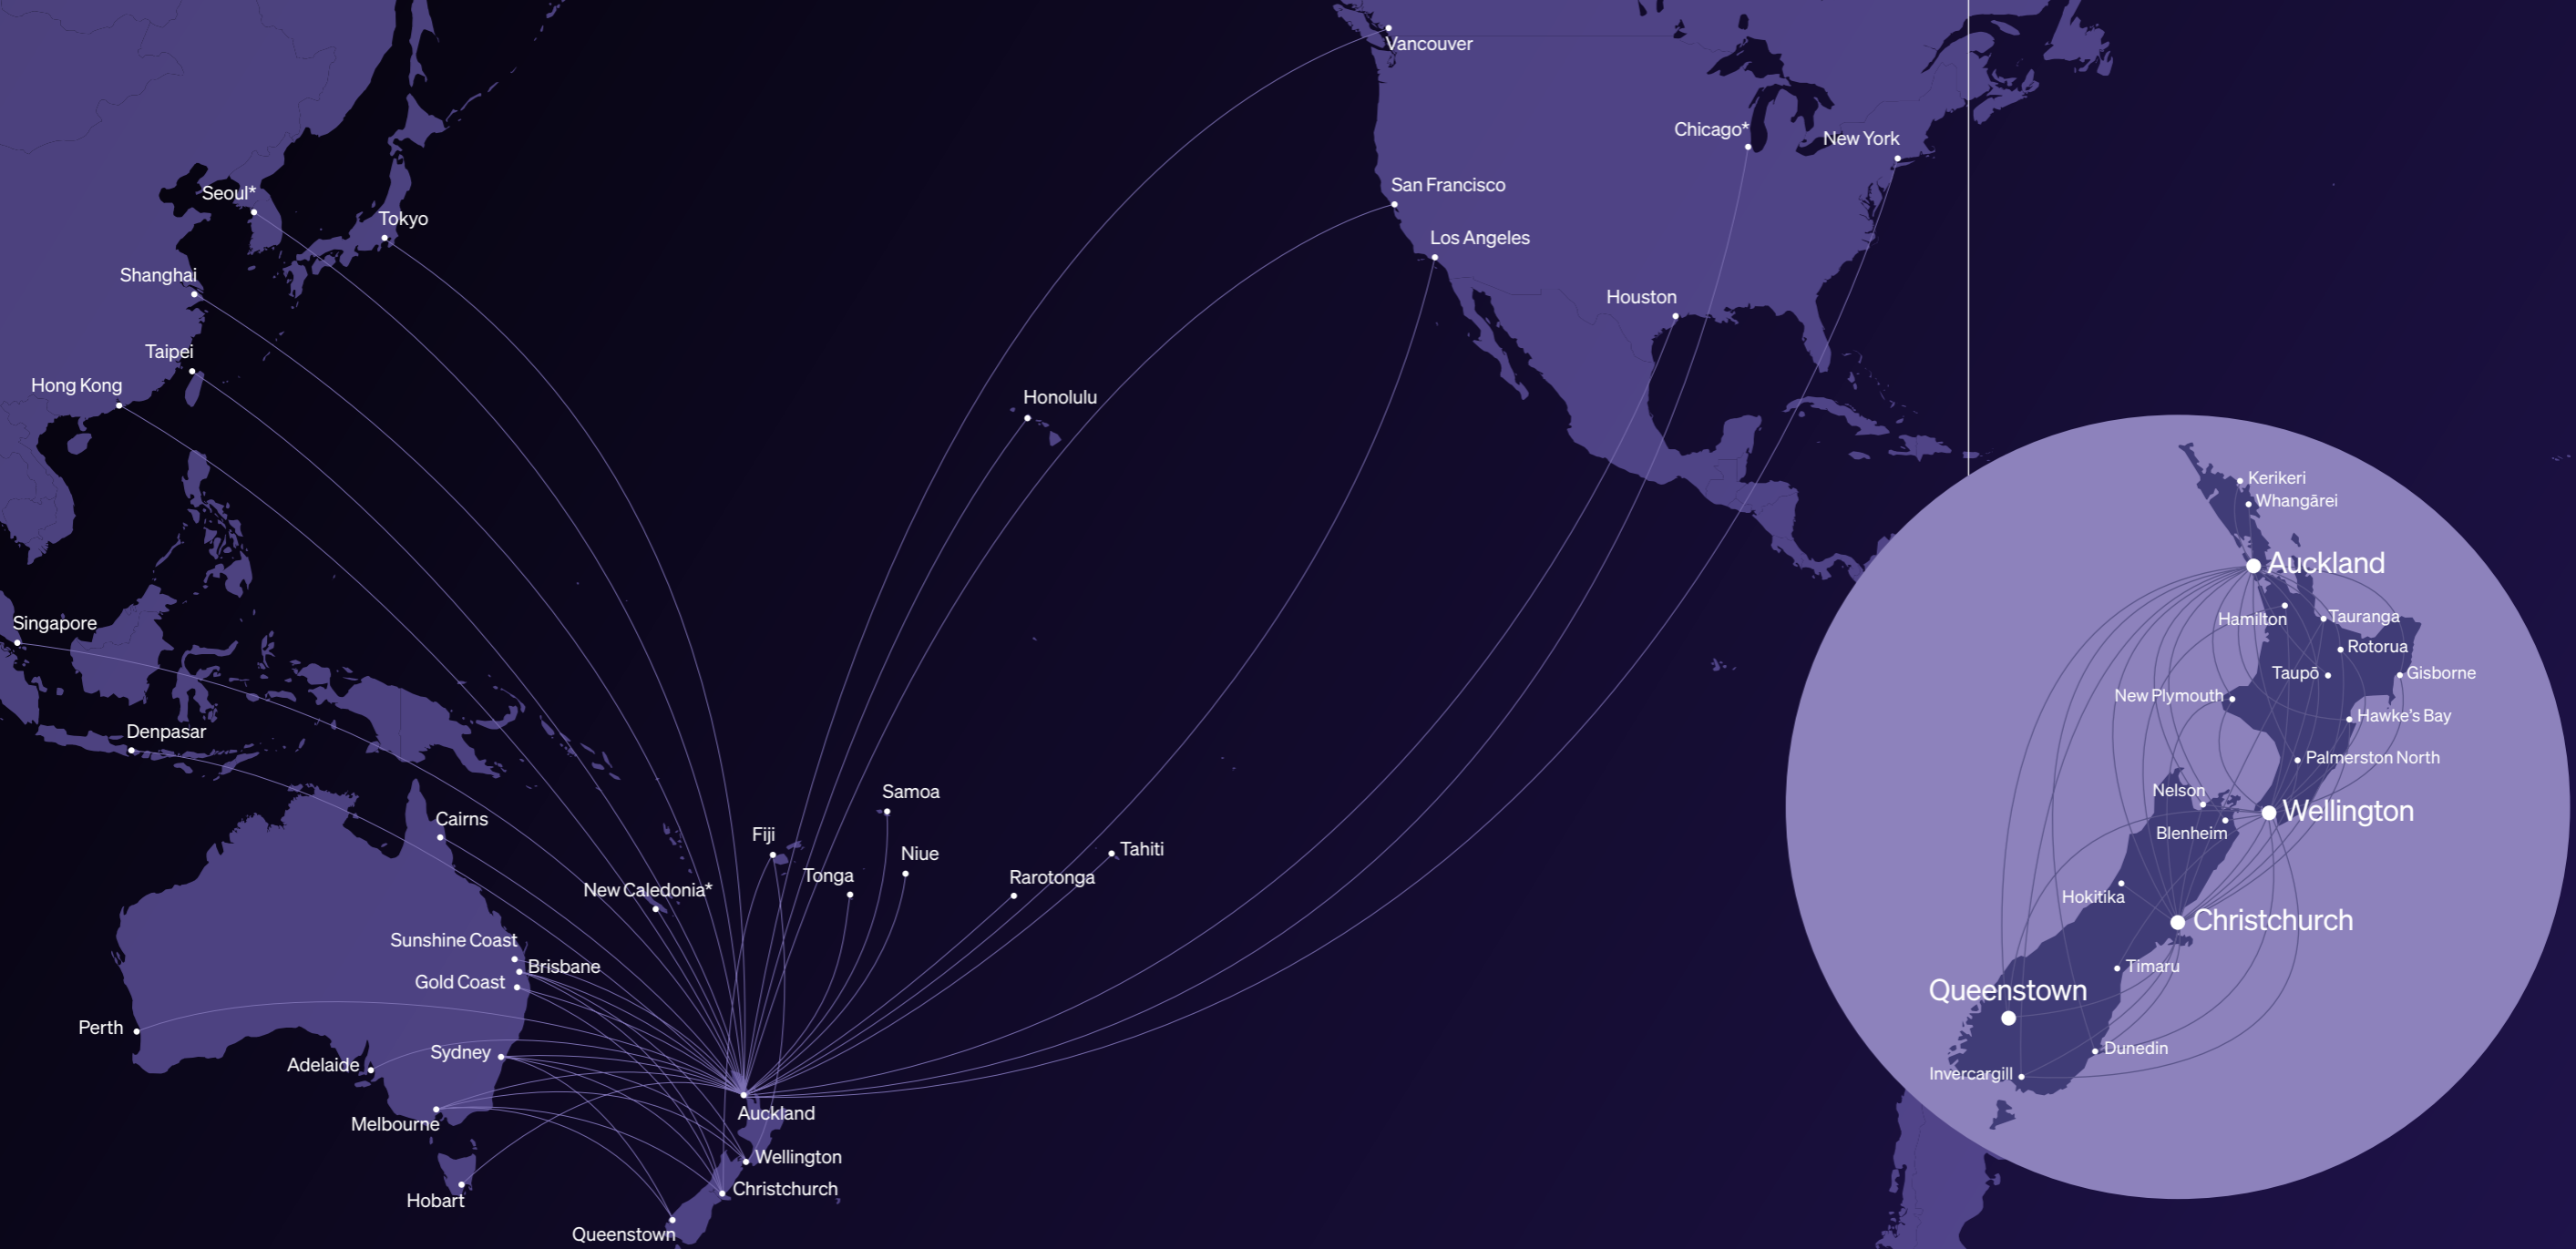 Vancouver
Chicago*
New York
San Francisco
Seoul*
Tokyo
Los Angeles
Shanghai
Houston
Taipei
Hong Kong
Honolulu
Singapore
Denpasar
Cairns
Samoa
Fiji
Niue
Tahiti
Tonga
Rarotonga
New Caledonia*
Sunshine Coast
Brisbane
Gold Coast
Perth
Sydney
Adelaide
Melbourne
Auckland
Wellington
Christchurch
Hobart
Queenstown
Kerikeri
Whangārei
Auckland
Hamilton
Tauranga
Rotorua
Taupō
Gisborne
New Plymouth
Hawke's Bay
Palmerston North
Nelson
Wellington
Blenheim
Hokitika
Christchurch
Timaru
Queenstown
Dunedin
Invercargill